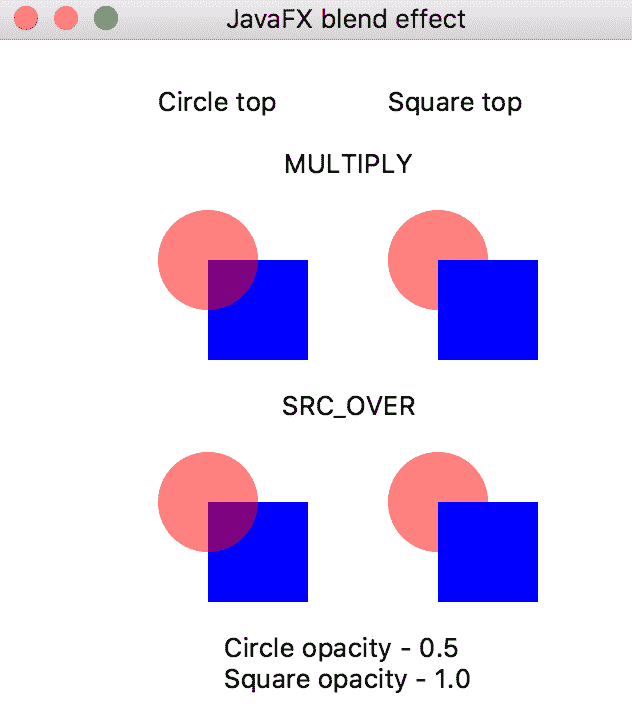 JavaFX blend effect
Circle top Square top
MULTIPLY
SRC_OVER
Circle opacity - 0.5
Square opacity - 1.0